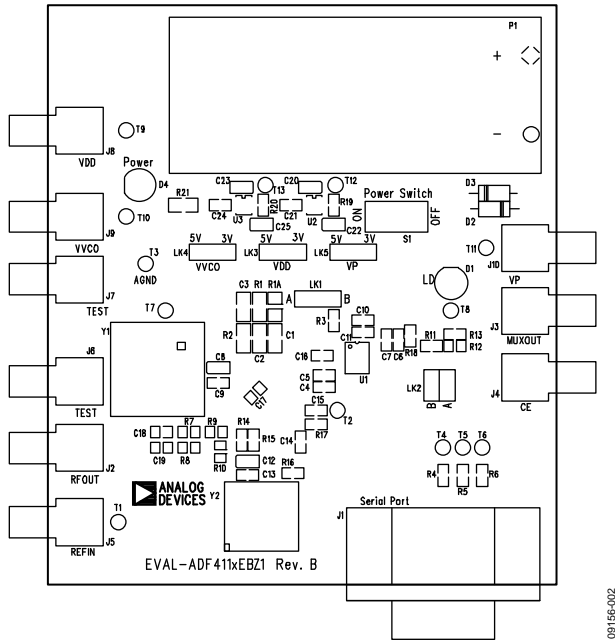 P1
+
-
J8
VDD
T9
Power
D4
C23
C20
T12
T13
R21
C24
U3
R20
C21
U2
R19
C25
C22
Power Switch
ON
OFF
S1
D3
D2
J9
VVCO
T10
T3
AGND
5V 3V
LK4
VVCO
5V 3V
LK3
VDD
5V 3V
LK5
VP
T11
J10
VP
LD
D1
T8
J7
TEST
T7
C3
R1
R1A
A
LK1
B
Y1
R2
C2
C1
R3
C10
C11
C7
C6
R18
R11
R13
R12
J3
MUXOUT
J6
TEST
C8
C9
C16
C5
C4
U1
LK2
B
A
J4
CE
C17
C15
R17
T2
C18
R7
R9
R14
R15
C14
C19
R8
R10
C12
C13
R16
J2
RFOUT
T4
T5
T6
R4
R5
R6
ANALOG
DEVICES
Y2
T1
J5
REFIN
Serial Port
J1
EVAL-ADF411xEBZ1 Rev. B
09156-002